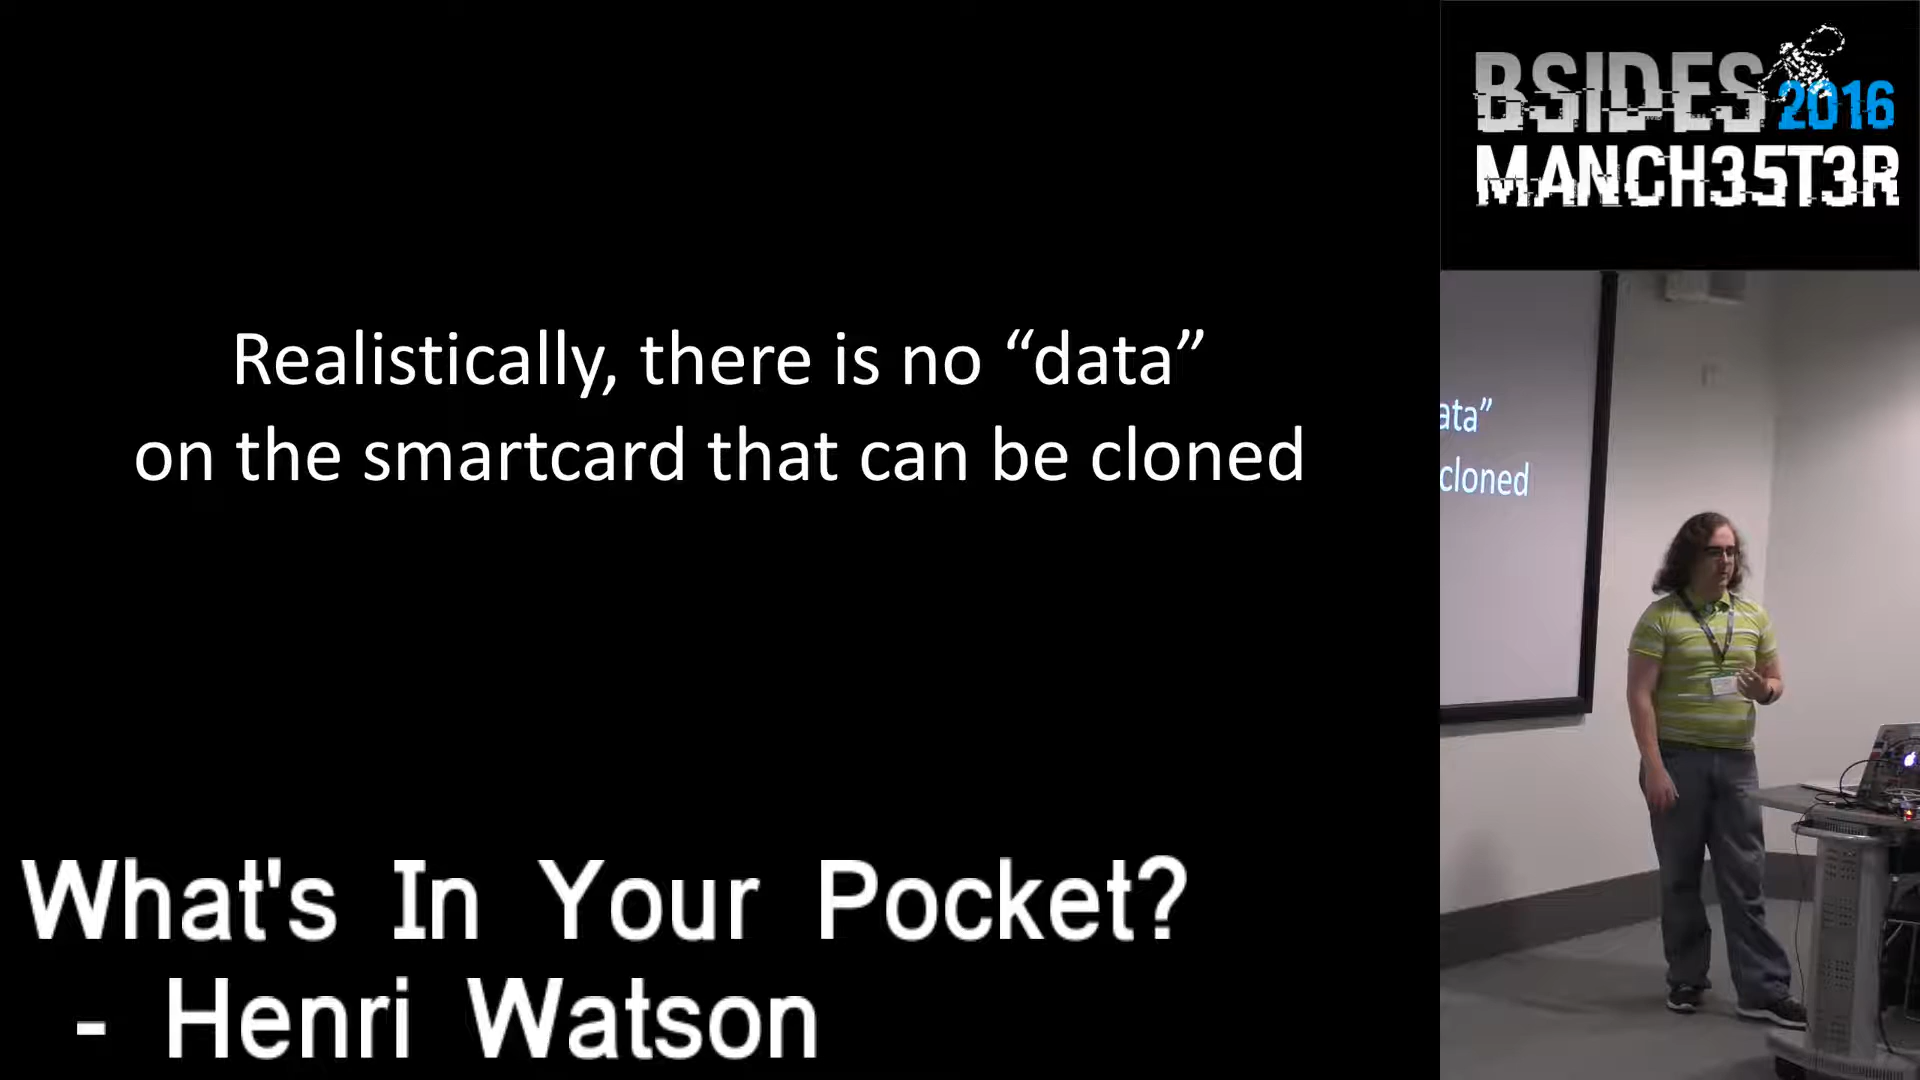 Realistically, there is no “data”
on the smartcard that can be cloned
BSIDES 2016
MANCH35T3R
ata”
cloned
What's In Your Pocket?
- Henri Watson